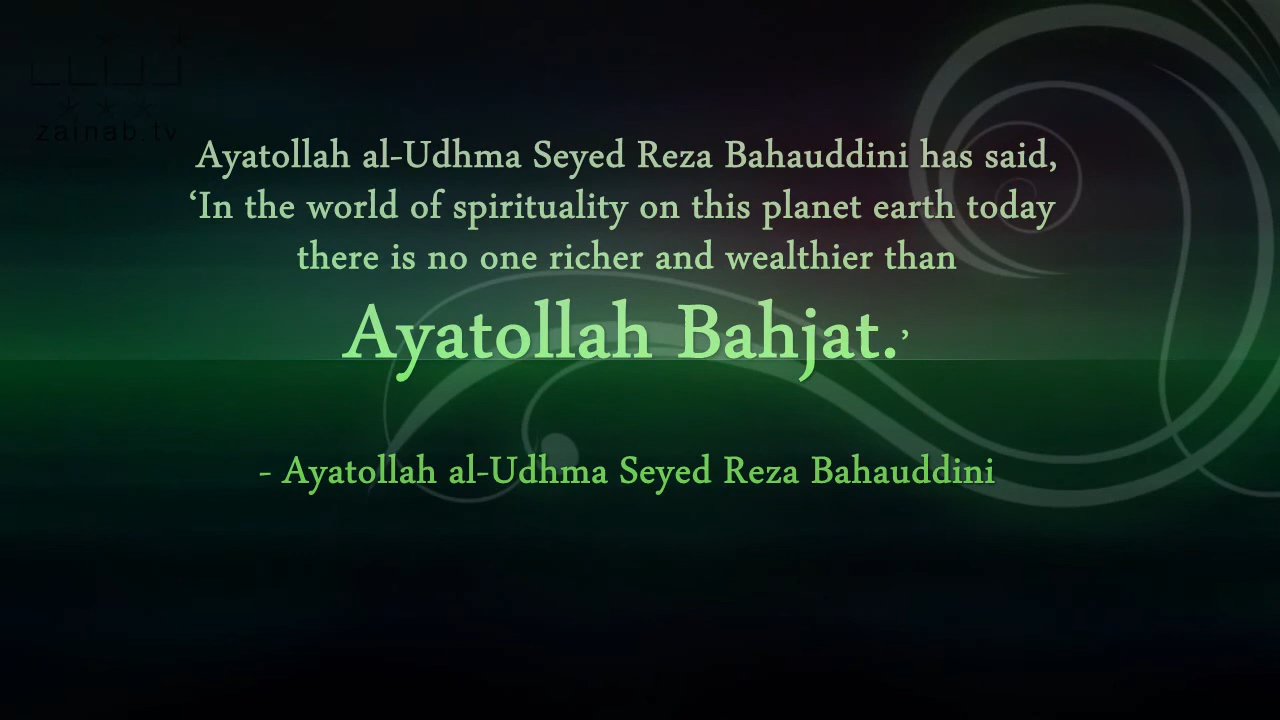 zainab.tv
Ayatollah al-Udhma Seyed Reza Bahauddini has said,
‘In the world of spirituality on this planet earth today
there is no one richer and wealthier than
Ayatollah Bahjat.’
- Ayatollah al-Udhma Seyed Reza Bahauddini